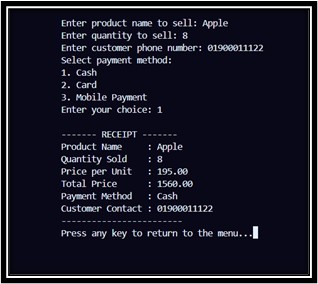 Enter product name to sell: Apple
Enter quantity to sell: 8
Enter customer phone number: 01900011122
Select payment method:
1. Cash
2. Card
3. Mobile Payment
Enter your choice: 1
------- RECEIPT -------
Product Name    : Apple
Quantity Sold   : 8
Price per Unit  : 195.00
Total Price     : 1560.00
Payment Method  : Cash
Customer Contact : 01900011122
------------------------
Press any key to return to the menu...